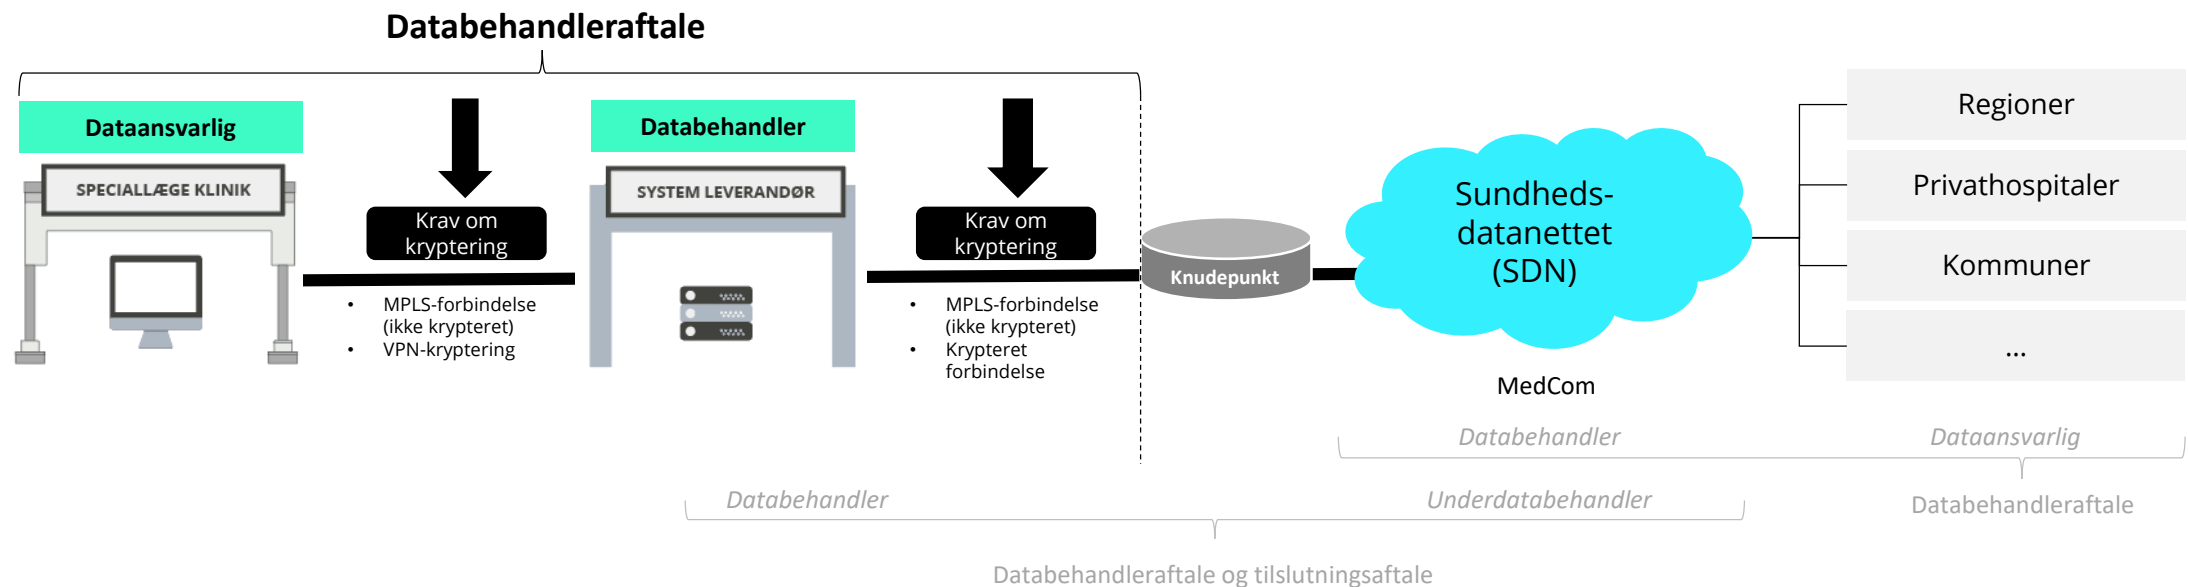 Databehandleraftale
Dataansvarlig
SPECIALLÆGE KLINIK
Krav om
kryptering
• MPLS-forbindelse
(ikke krypteret)
• VPN-kryptering
Databehandler
SYSTEM LEVERANDØR
Krav om
kryptering
• MPLS-forbindelse
(ikke krypteret)
• Krypteret
forbindelse
Knudepunkt
Sundheds-
datanettet
(SDN)
MedCom
Regioner
Privathospitaler
Kommuner
...
Databehandler
Dataansvarlig
Databehandleraftale
Databehandler
Underdatabehandler
Databehandleraftale og tilslutningsaftale